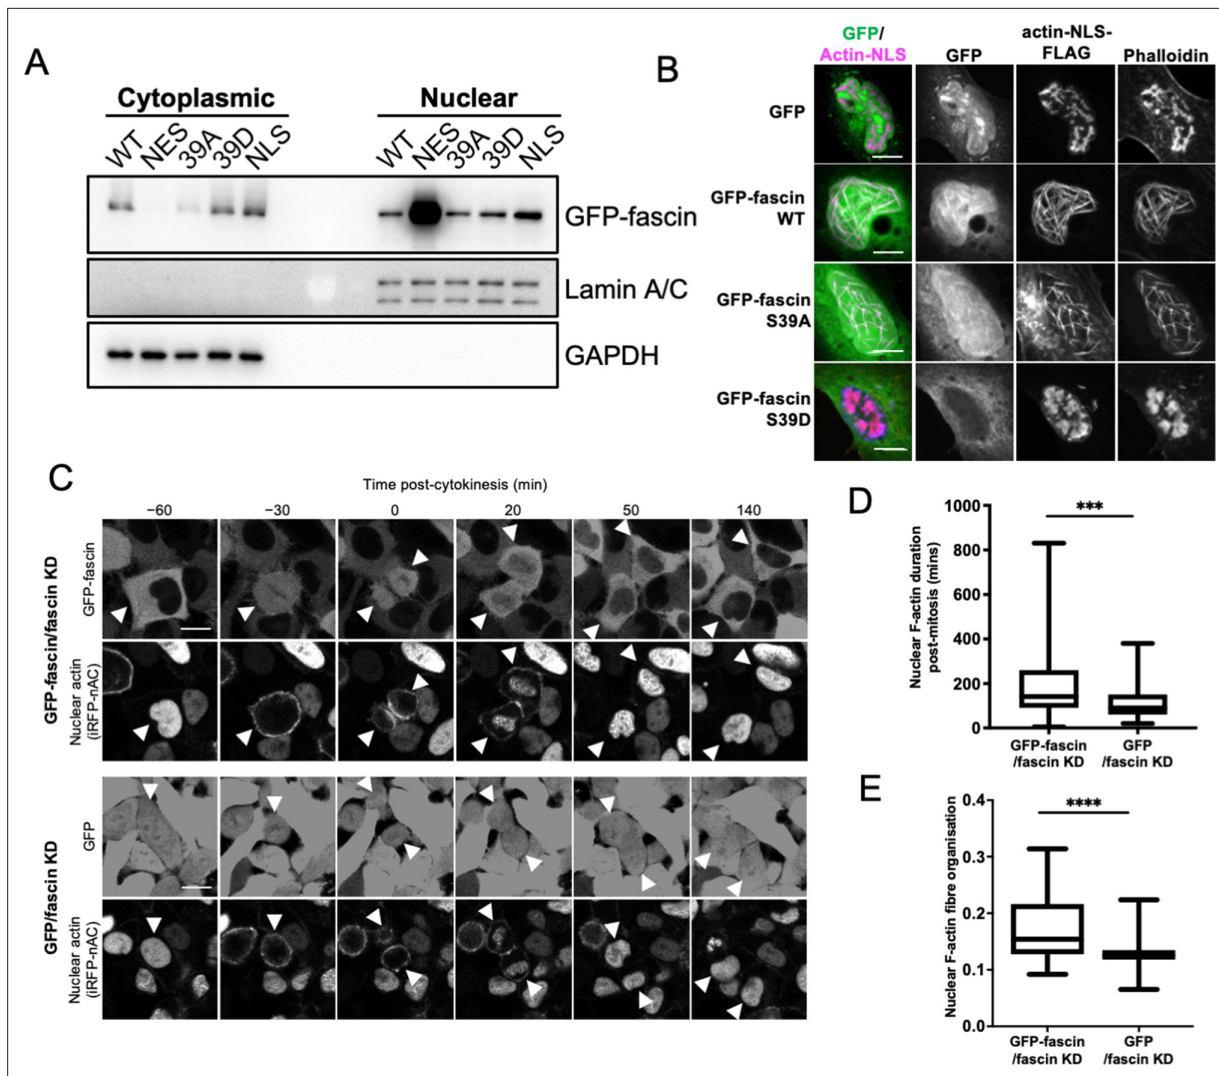 A
Cytoplasmic Nuclear
WT NES 39A 39D NLS WT NES 39A 39D NLS
GFP-fascin
Lamin A/C
GAPDH
B
GFP/
Actin-NLS
GFP
actin-NLS-
FLAG
Phalloidin
GFP
GFP-fascin
WT
GFP-fascin
S39A
GFP-fascin
S39D
C
Time post-cytokinesis (min)
−60 −30 0 20 50 140
GFP-fascin/fascin KD
GFP-fascin
Nuclear actin
(iRFP-nAC)
GFP/fascin KD
GFP
Nuclear actin
(iRFP-nAC)
D
Nuclear F-actin duration
post-mitosis (mins)
1000
800
600
400
200
0
***
GFP-fascin
/fascin KD
GFP
/fascin KD
E
Nuclear F-actin fibre organisation
0.4
0.3
0.2
0.1
0.0
****
GFP-fascin
/fascin KD
GFP
/fascin KD